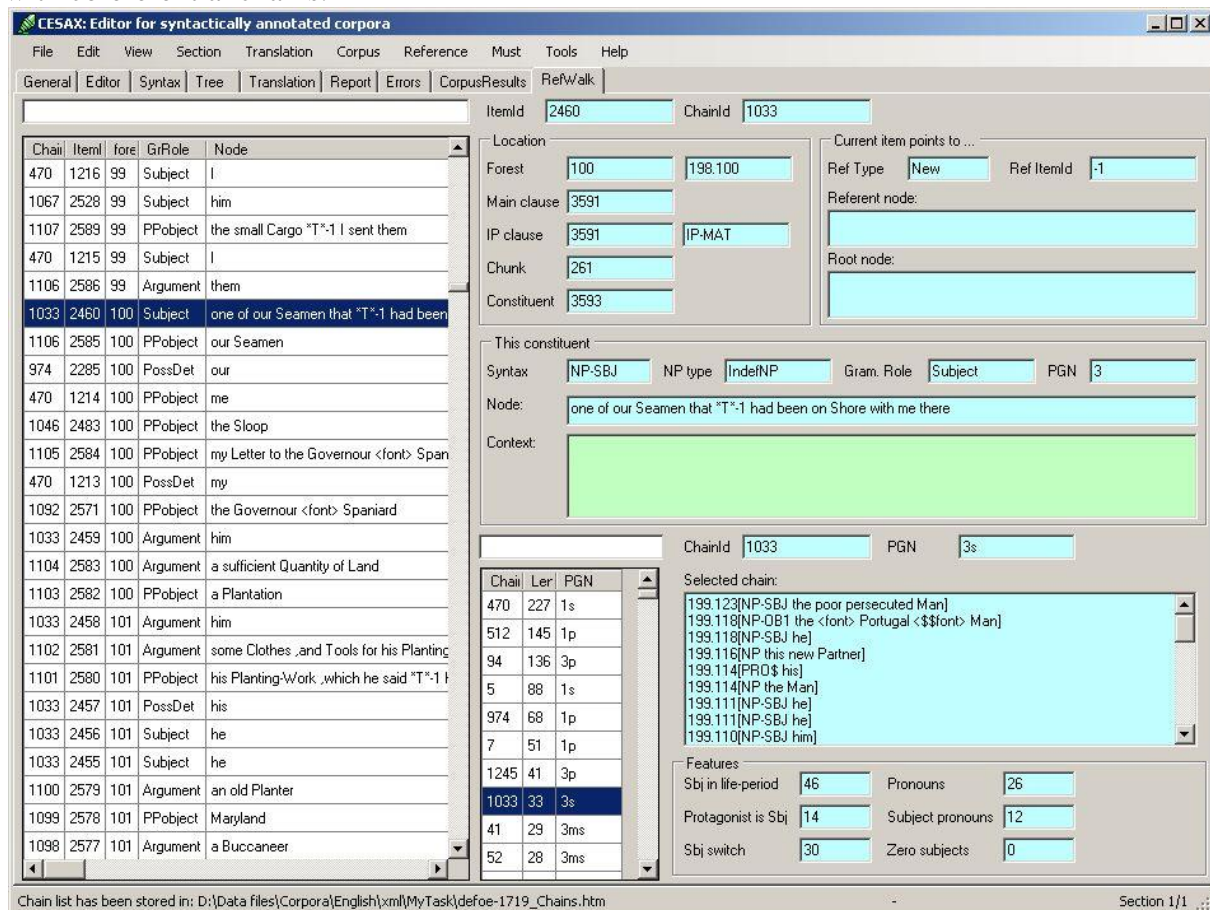 CESAX: Editor for syntactically annotated corpora
File Edit View Section Translation Corpus Reference Must Tools Help
General Editor Syntax Tree Translation Report Errors CorpusResults RefWalk
ItemId 2460 ChainId 1033
Chaii ItemI fore GrRole Node
470 1216 99 Subject I
1067 2528 99 Subject him
1107 2589 99 PPobject the small Cargo *T*-1 I sent them
470 1215 99 Subject I
1106 2586 99 Argument them
1033 2460 100 Subject one of our Seamen that *T*-1 had been
1106 2585 100 PPobject our Seamen
974 2285 100 PossDet our
470 1214 100 PPobject me
1046 2483 100 PPobject the Sloop
1105 2584 100 PPobject my Letter to the Governour <font> Span
470 1213 100 PossDet my
1092 2571 100 PPobject the Governour <font> Spaniard
1033 2459 100 Argument him
1104 2583 100 Argument a sufficient Quantity of Land
1103 2582 100 PPobject a Plantation
1033 2458 101 Argument him
1102 2581 101 Argument some Clothes ,and Tools for his Planting
1101 2580 101 PPobject his Planting-Work ,which he said *T*-1 h
1033 2457 101 PossDet his
1033 2456 101 Subject he
1033 2455 101 Subject he
1100 2579 101 Argument an old Planter
1099 2578 101 PPobject Maryland
1098 2577 101 Argument a Buccaneer
Location
Forest 100 198.100
Main clause 3591
IP clause 3591 IP-MAT
Chunk 261
Constituent 3593
Current item points to ...
Ref Type New Ref ItemId -1
Referent node:
Root node:
This constituent
Syntax NP-SBJ NP type IndefNP Gram. Role Subject PGN 3
Node: one of our Seamen that *T*-1 had been on Shore with me there
Context:
ChainId 1033 PGN 3s
Chaii Ler PGN
470 227 1s
512 145 1p
94 136 3p
5 88 1s
974 68 1p
7 51 1p
1245 41 3p
1033 33 3s
41 29 3ms
52 28 3ms
Selected chain:
199.123[NP-SBJ the poor persecuted Man]
199.118[NP-OB1 the <font> Portugal <$$font> Man]
199.118[NP-SBJ he]
199.116[NP this new Partner]
199.114[PRO$ his]
199.114[NP the Man]
199.111[NP-SBJ he]
199.111[NP-SBJ he]
199.110[NP-SBJ him]
Features
Sbj in life-period 46 Pronouns 26
Protagonist is Sbj 14 Subject pronouns 12
Sbj switch 30 Zero subjects 0
Chain list has been stored in: D:\Data files\Corpora\English\xml\MyTask\defoe-1719_Chains.htm - Section 1/1